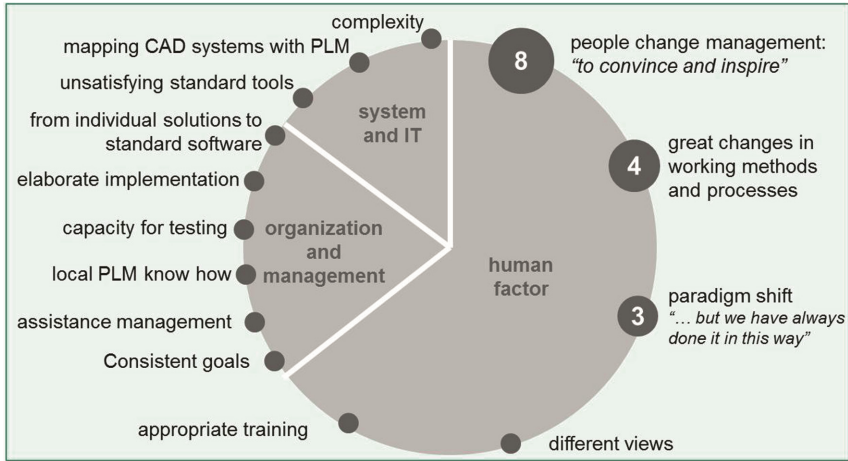 complexity
mapping CAD systems with PLM
unsatisfying standard tools
from individual solutions to
standard software
elaborate implementation
capacity for testing
local PLM know how
assistance management
Consistent goals
appropriate training
system
and IT
organization
and
management
human
factor
8
people change management:
“to convince and inspire”
4
great changes in
working methods
and processes
3
paradigm shift
“... but we have always
done it in this way”
different views